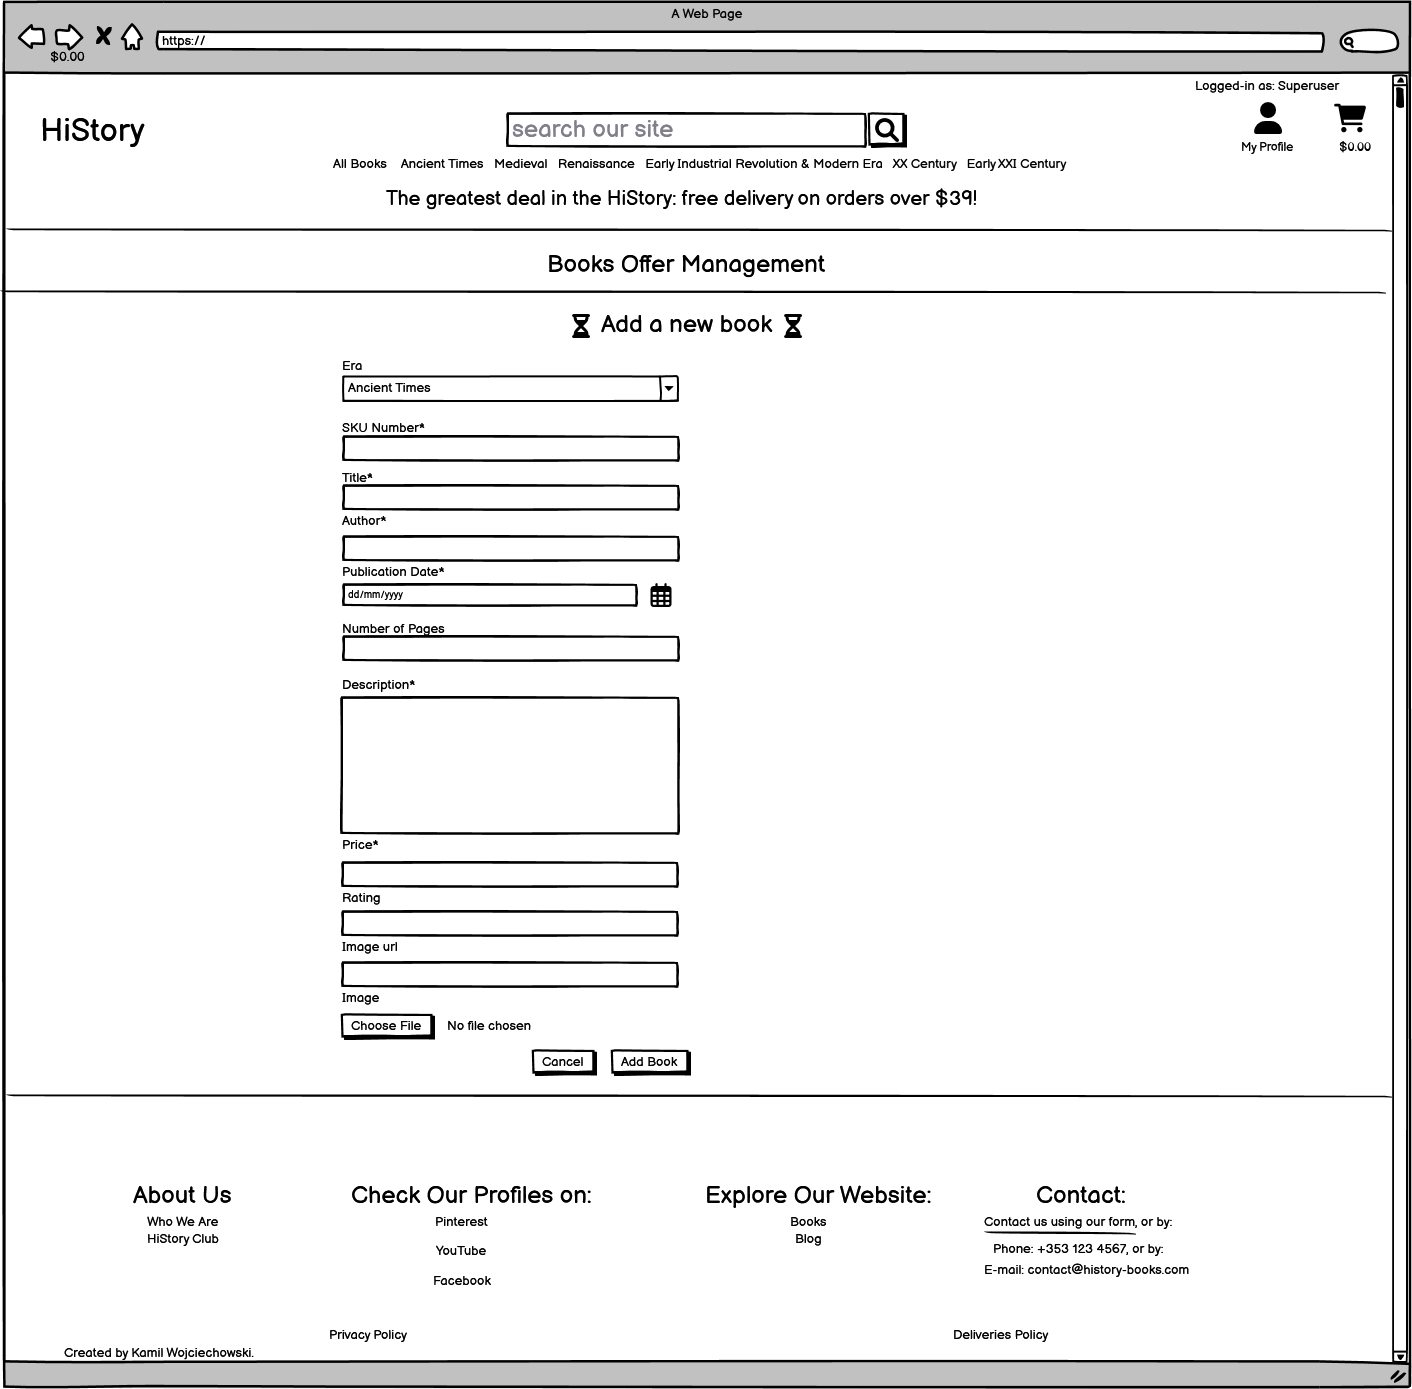 A Web Page
https://
$0.00
Logged-in as: Superuser
HiStory
search our site
My Profile
$0.00
All Books Ancient Times Medieval Renaissance Early Industrial Revolution & Modern Era XX Century Early XXI Century
The greatest deal in the HiStory: free delivery on orders over $39!
Books Offer Management
Add a new book
Era
Ancient Times
SKU Number*
Title*
Author*
Publication Date*
dd/mm/yyyy
Number of Pages
Description*
Price*
Rating
Image url
Image
Choose File No file chosen
Cancel Add Book
About Us
Who We Are
HiStory Club
Check Our Profiles on:
Pinterest
YouTube
Facebook
Explore Our Website:
Books
Blog
Contact:
Contact us using our form, or by:
Phone: +353 123 4567, or by:
E-mail: contact@history-books.com
Privacy Policy
Deliveries Policy
Created by Kamil Wojciechowski.